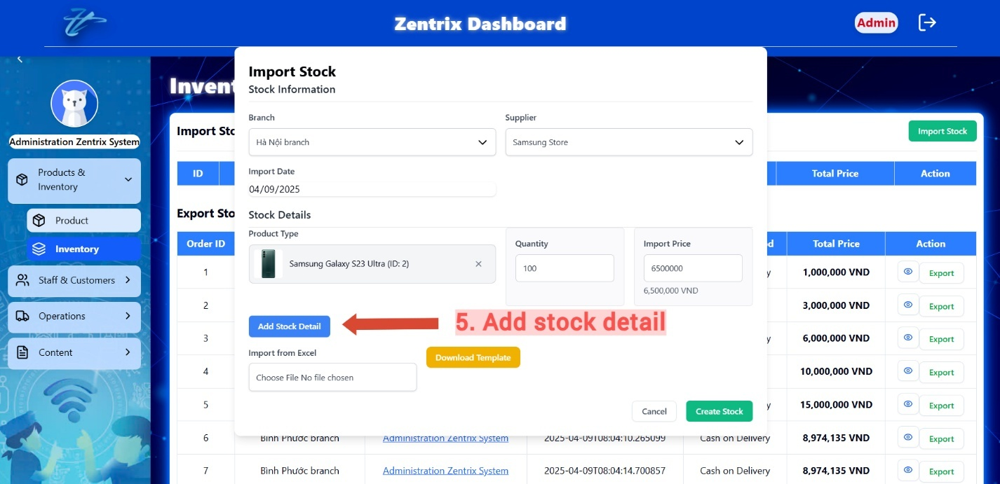 Zentrix Dashboard
Admin
Administration Zentrix System
Products &
Inventory
Product
Inventory
Staff & Customers
Operations
Content
Import Stock
Stock Information
Branch
Supplier
Hà Nội branch
Samsung Store
Import Date
04/09/2025
Stock Details
Product Type
Samsung Galaxy S23 Ultra (ID: 2)
Quantity
100
Import Price
6500000
6,500,000 VND
Add Stock Detail
5. Add stock detail
Import from Excel
Download Template
Choose File No file chosen
Cancel
Create Stock
Import Stock
ID
Total Price
Action
Order ID
Total Price
Action
1
1,000,000 VND
Export
2
3,000,000 VND
Export
3
6,000,000 VND
Export
4
10,000,000 VND
Export
5
15,000,000 VND
Export
6
Bình Phước branch
Administration Zentrix System
2025-04-09T08:04:10.265099
Cash on Delivery
8,974,135 VND
Export
7
Bình Phước branch
Administration Zentrix System
2025-04-09T08:04:14.700857
Cash on Delivery
8,974,135 VND
Export